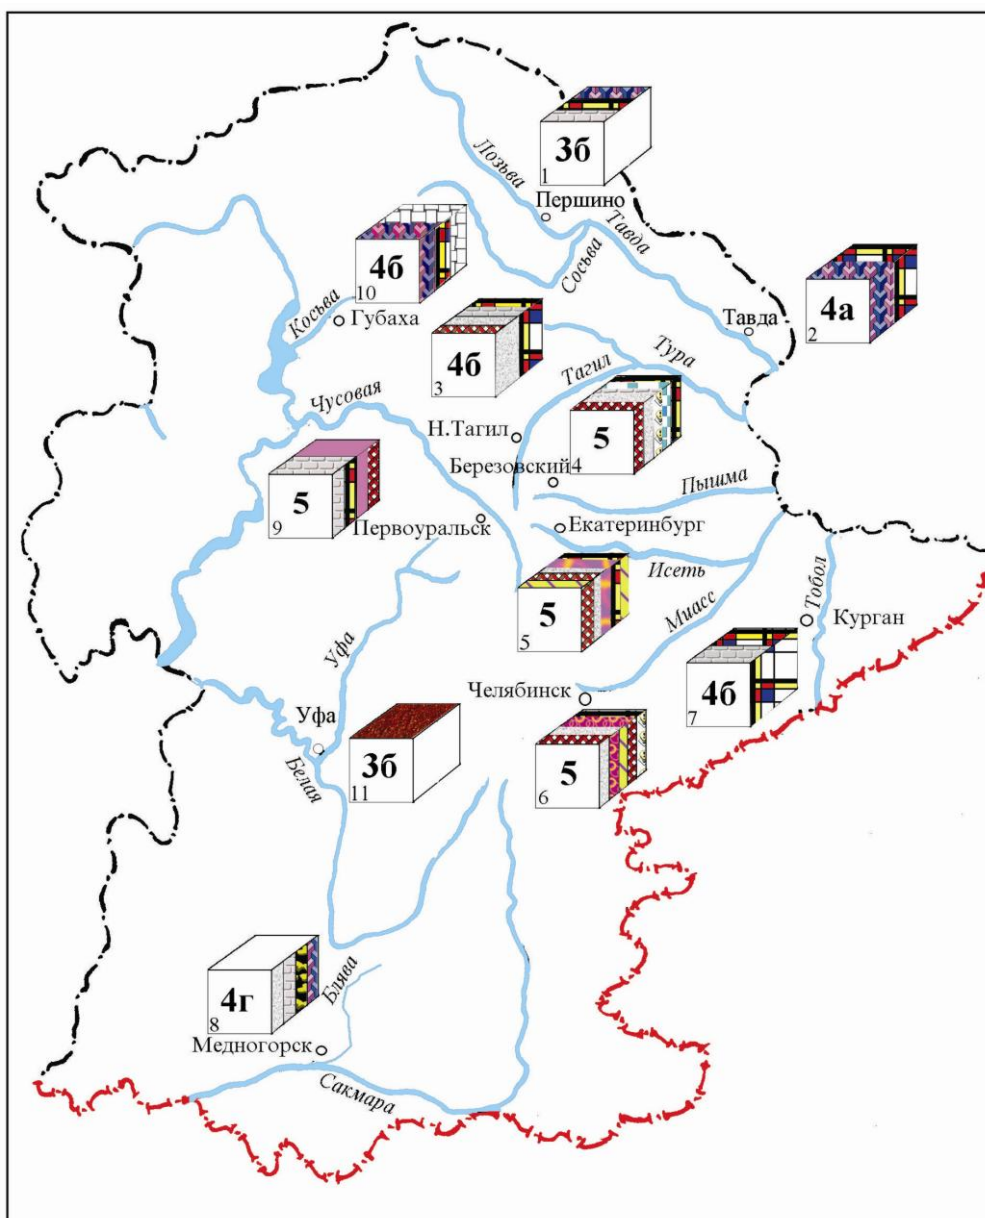 3б
1
Лозьва
Першино
Тавда
4б
10
Сосьва
4а
2
Косьва
Губаха
Тавда
4б
3
Тагил
Тура
Чусовая
Н.Тагил
5
4
Березовский
Пышма
5
9
Первоуральск
Екатеринбург
Исеть
Тобол
5
5
Миасс
Курган
Уфа
4б
7
Челябинск
Уфа
3б
11
5
6
Белая
4г
8
Блява
Медногорск
Сакмара